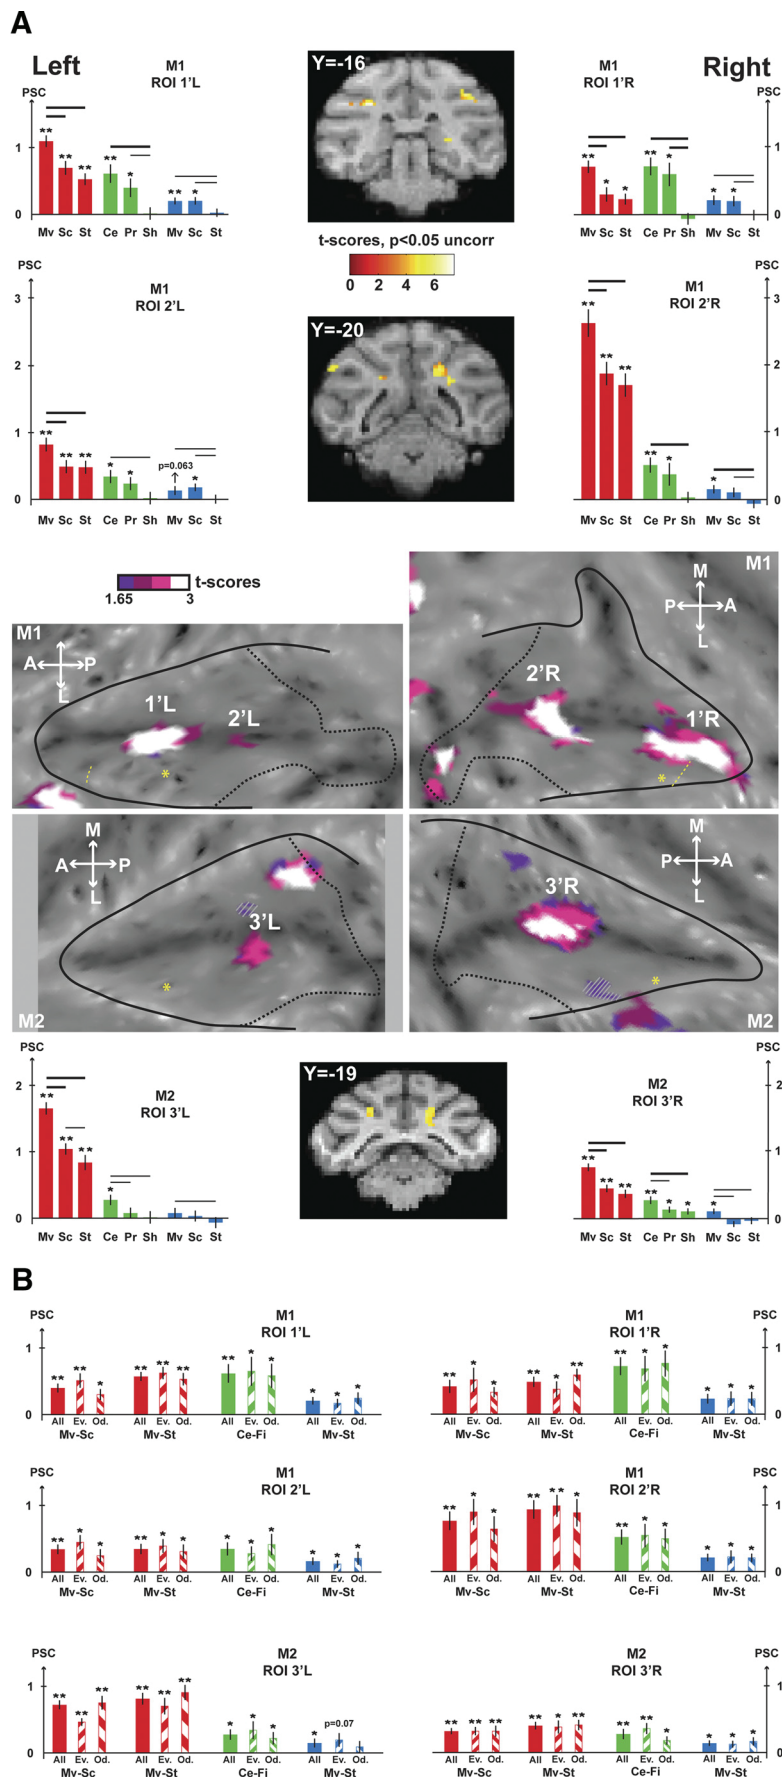 A
Left
M1
ROI 1'L
Y=-16
M1
ROI 1'R
Right
PSC
PSC
1
** ** ** ** * ** *
0
Mv Sc St Ce Pr Sh Mv Sc St
1
** * * ** * * *
0
Mv Sc St Ce Pr Sh Mv Sc St
t-scores, p<0.05 uncorr
0 2 4 6
PSC
M1
ROI 2'L
3
2
1
** ** ** * * p=0.063 *
0
Mv Sc St Ce Pr Sh Mv Sc St
Y=-20
PSC
M1
ROI 2'R
3
2
1
** ** ** ** * * *
0
Mv Sc St Ce Pr Sh Mv Sc St
t-scores
1.65 3
M1
M
A P
L
1'L
2'L
*
M1
M
P A
L
2'R
1'R
*
M
A P
L
3'L
*
M2
M
P A
L
3'R
*
M2
PSC
M2
ROI 3'L
2
1
** ** ** *
0
Mv Sc St Ce Pr Sh Mv Sc St
Y=-19
PSC
M2
ROI 3'R
2
1
** ** ** ** * * *
0
Mv Sc St Ce Pr Sh Mv Sc St
B
PSC
M1
ROI 1'L
1
** ** * ** ** ** ** * * * * *
0
All Ev. Od. All Ev. Od. All Ev. Od. All Ev. Od.
Mv-Sc Mv-St Ce-Fi Mv-St
M1
ROI 1'R
PSC
1
** * * ** * ** ** * * * * *
0
All Ev. Od. All Ev. Od. All Ev. Od. All Ev. Od.
Mv-Sc Mv-St Ce-Fi Mv-St
PSC
M1
ROI 2'L
1
** ** * ** * * * * * * * *
0
All Ev. Od. All Ev. Od. All Ev. Od. All Ev. Od.
Mv-Sc Mv-St Ce-Fi Mv-St
M1
ROI 2'R
PSC
1
** * * ** ** * ** * * * * *
0
All Ev. Od. All Ev. Od. All Ev. Od. All Ev. Od.
Mv-Sc Mv-St Ce-Fi Mv-St
PSC
M2
ROI 3'L
1
** ** ** ** ** ** * * * * p=0.07
0
All Ev. Od. All Ev. Od. All Ev. Od. All Ev. Od.
Mv-Sc Mv-St Ce-Fi Mv-St
M2
ROI 3'R
PSC
1
** ** ** ** * ** ** ** * * * *
0
All Ev. Od. All Ev. Od. All Ev. Od. All Ev. Od.
Mv-Sc Mv-St Ce-Fi Mv-St